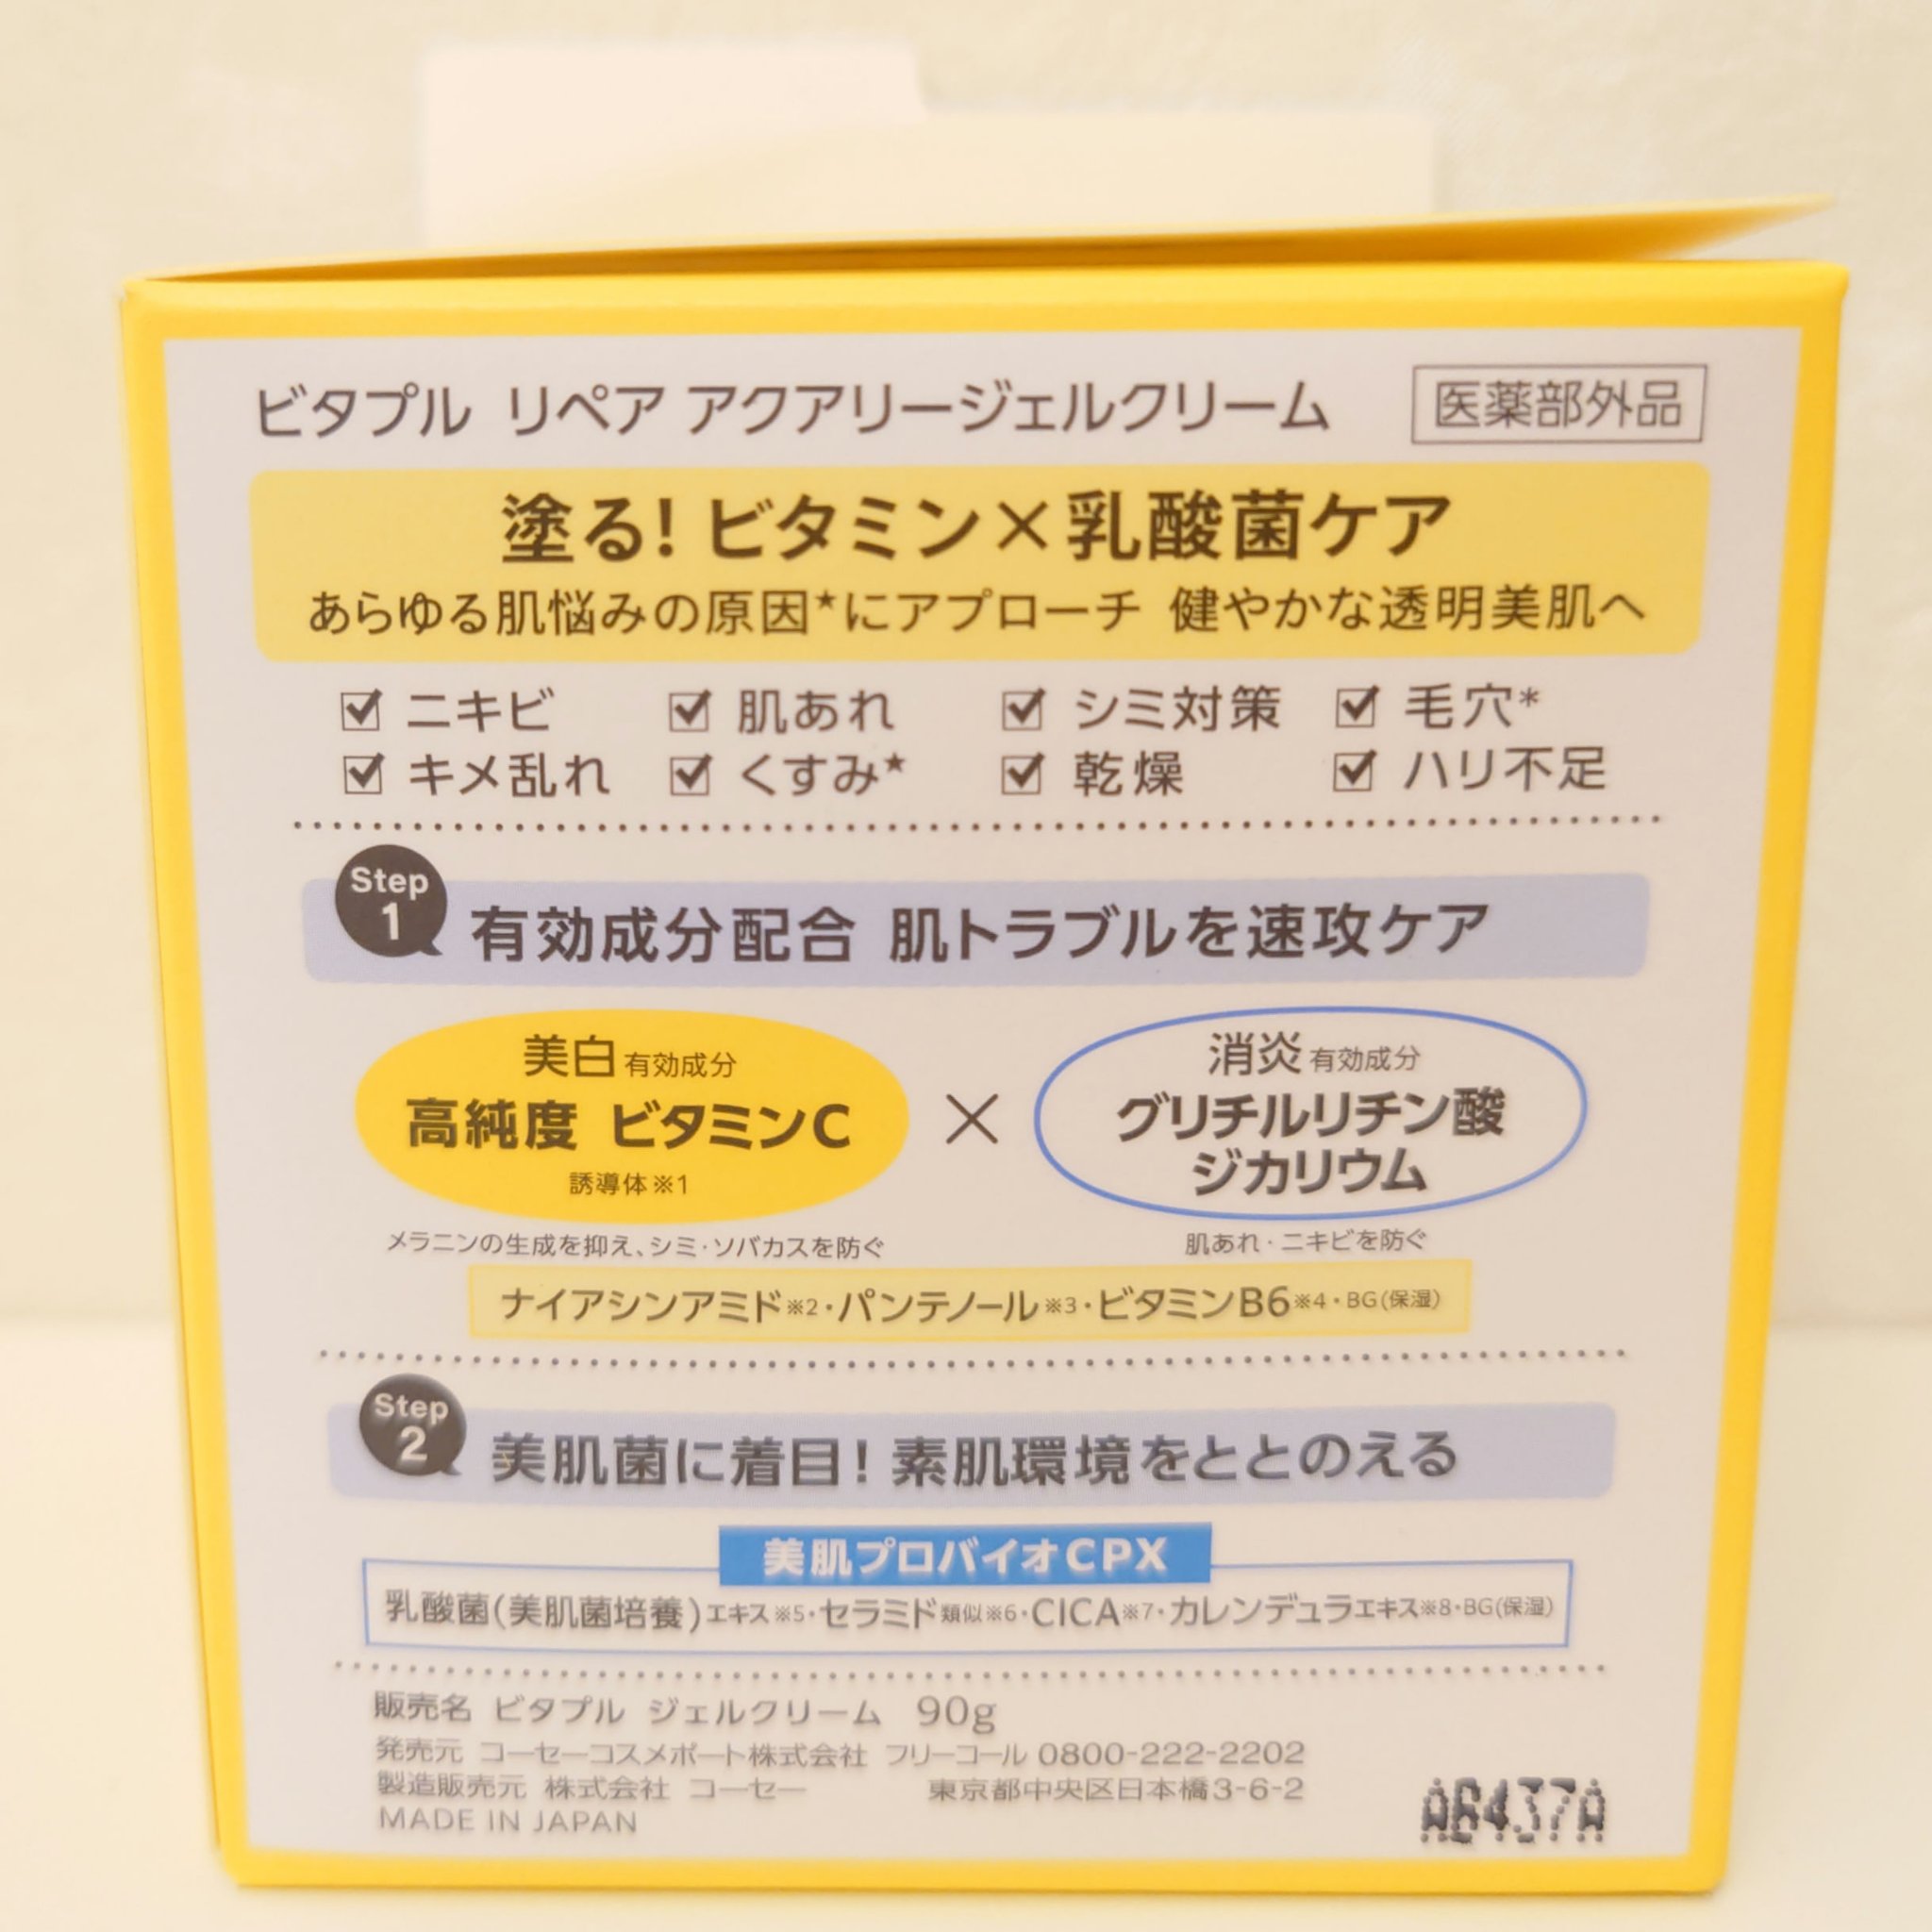 ビタプル リペア アクアリージェルクリーム 医薬部外品
塗る! ビタミン×乳酸菌ケア
あらゆる肌悩みの原因★にアプローチ 健やかな透明美肌へ
☑ ニキビ ☑ 肌あれ ☑ シミ対策 ☑ 毛穴*
☑ キメ乱れ ☑ くすみ★ ☑ 乾燥 ☑ ハリ不足
Step 1 有効成分配合 肌トラブルを速攻ケア
美白有効成分
高純度 ビタミンC
誘導体※1
×
消炎有効成分
グリチルリチン酸
ジカリウム
メラニンの生成を抑え、シミ・ソバカスを防ぐ
肌あれ・ニキビを防ぐ
ナイアシンアミド※2・パンテノール※3・ビタミンB6※4・BG(保湿)
Step 2 美肌菌に着目! 素肌環境をととのえる
美肌プロバイオCPX
乳酸菌(美肌菌培養)エキス※5・セラミド類似※6・CICA※7・カレンデュラエキス※8・BG(保湿)
販売名 ビタプル ジェルクリーム 90g
発売元 コーセーコスメポート株式会社 フリーコール 0800-222-2202
製造販売元 株式会社 コーセー 東京都中央区日本橋3-6-2
MADE IN JAPAN
AB437A